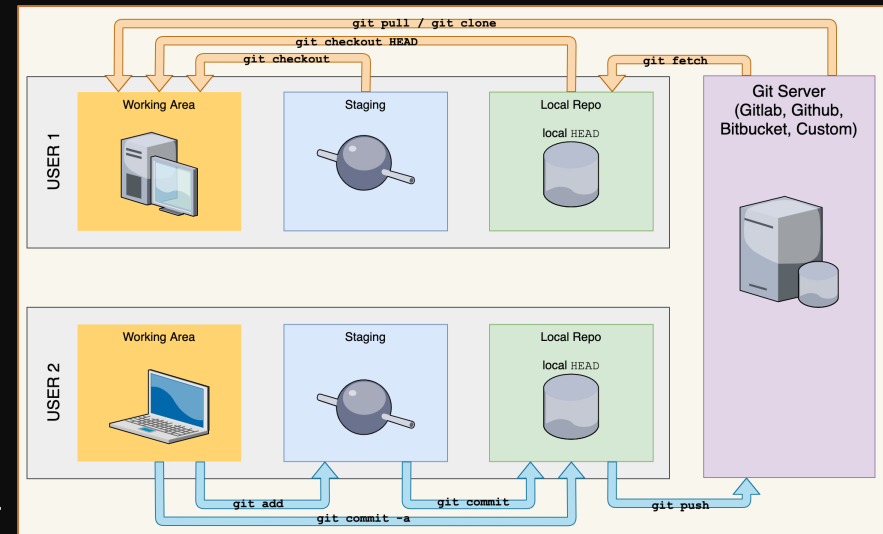 git pull / git clone
git checkout HEAD
git checkout
git fetch
USER 1
Working Area
Staging
Local Repo
local HEAD
Git Server
(Gitlab, Github,
Bitbucket, Custom)
USER 2
Working Area
Staging
Local Repo
local HEAD
git add
git commit
git push
git commit -a